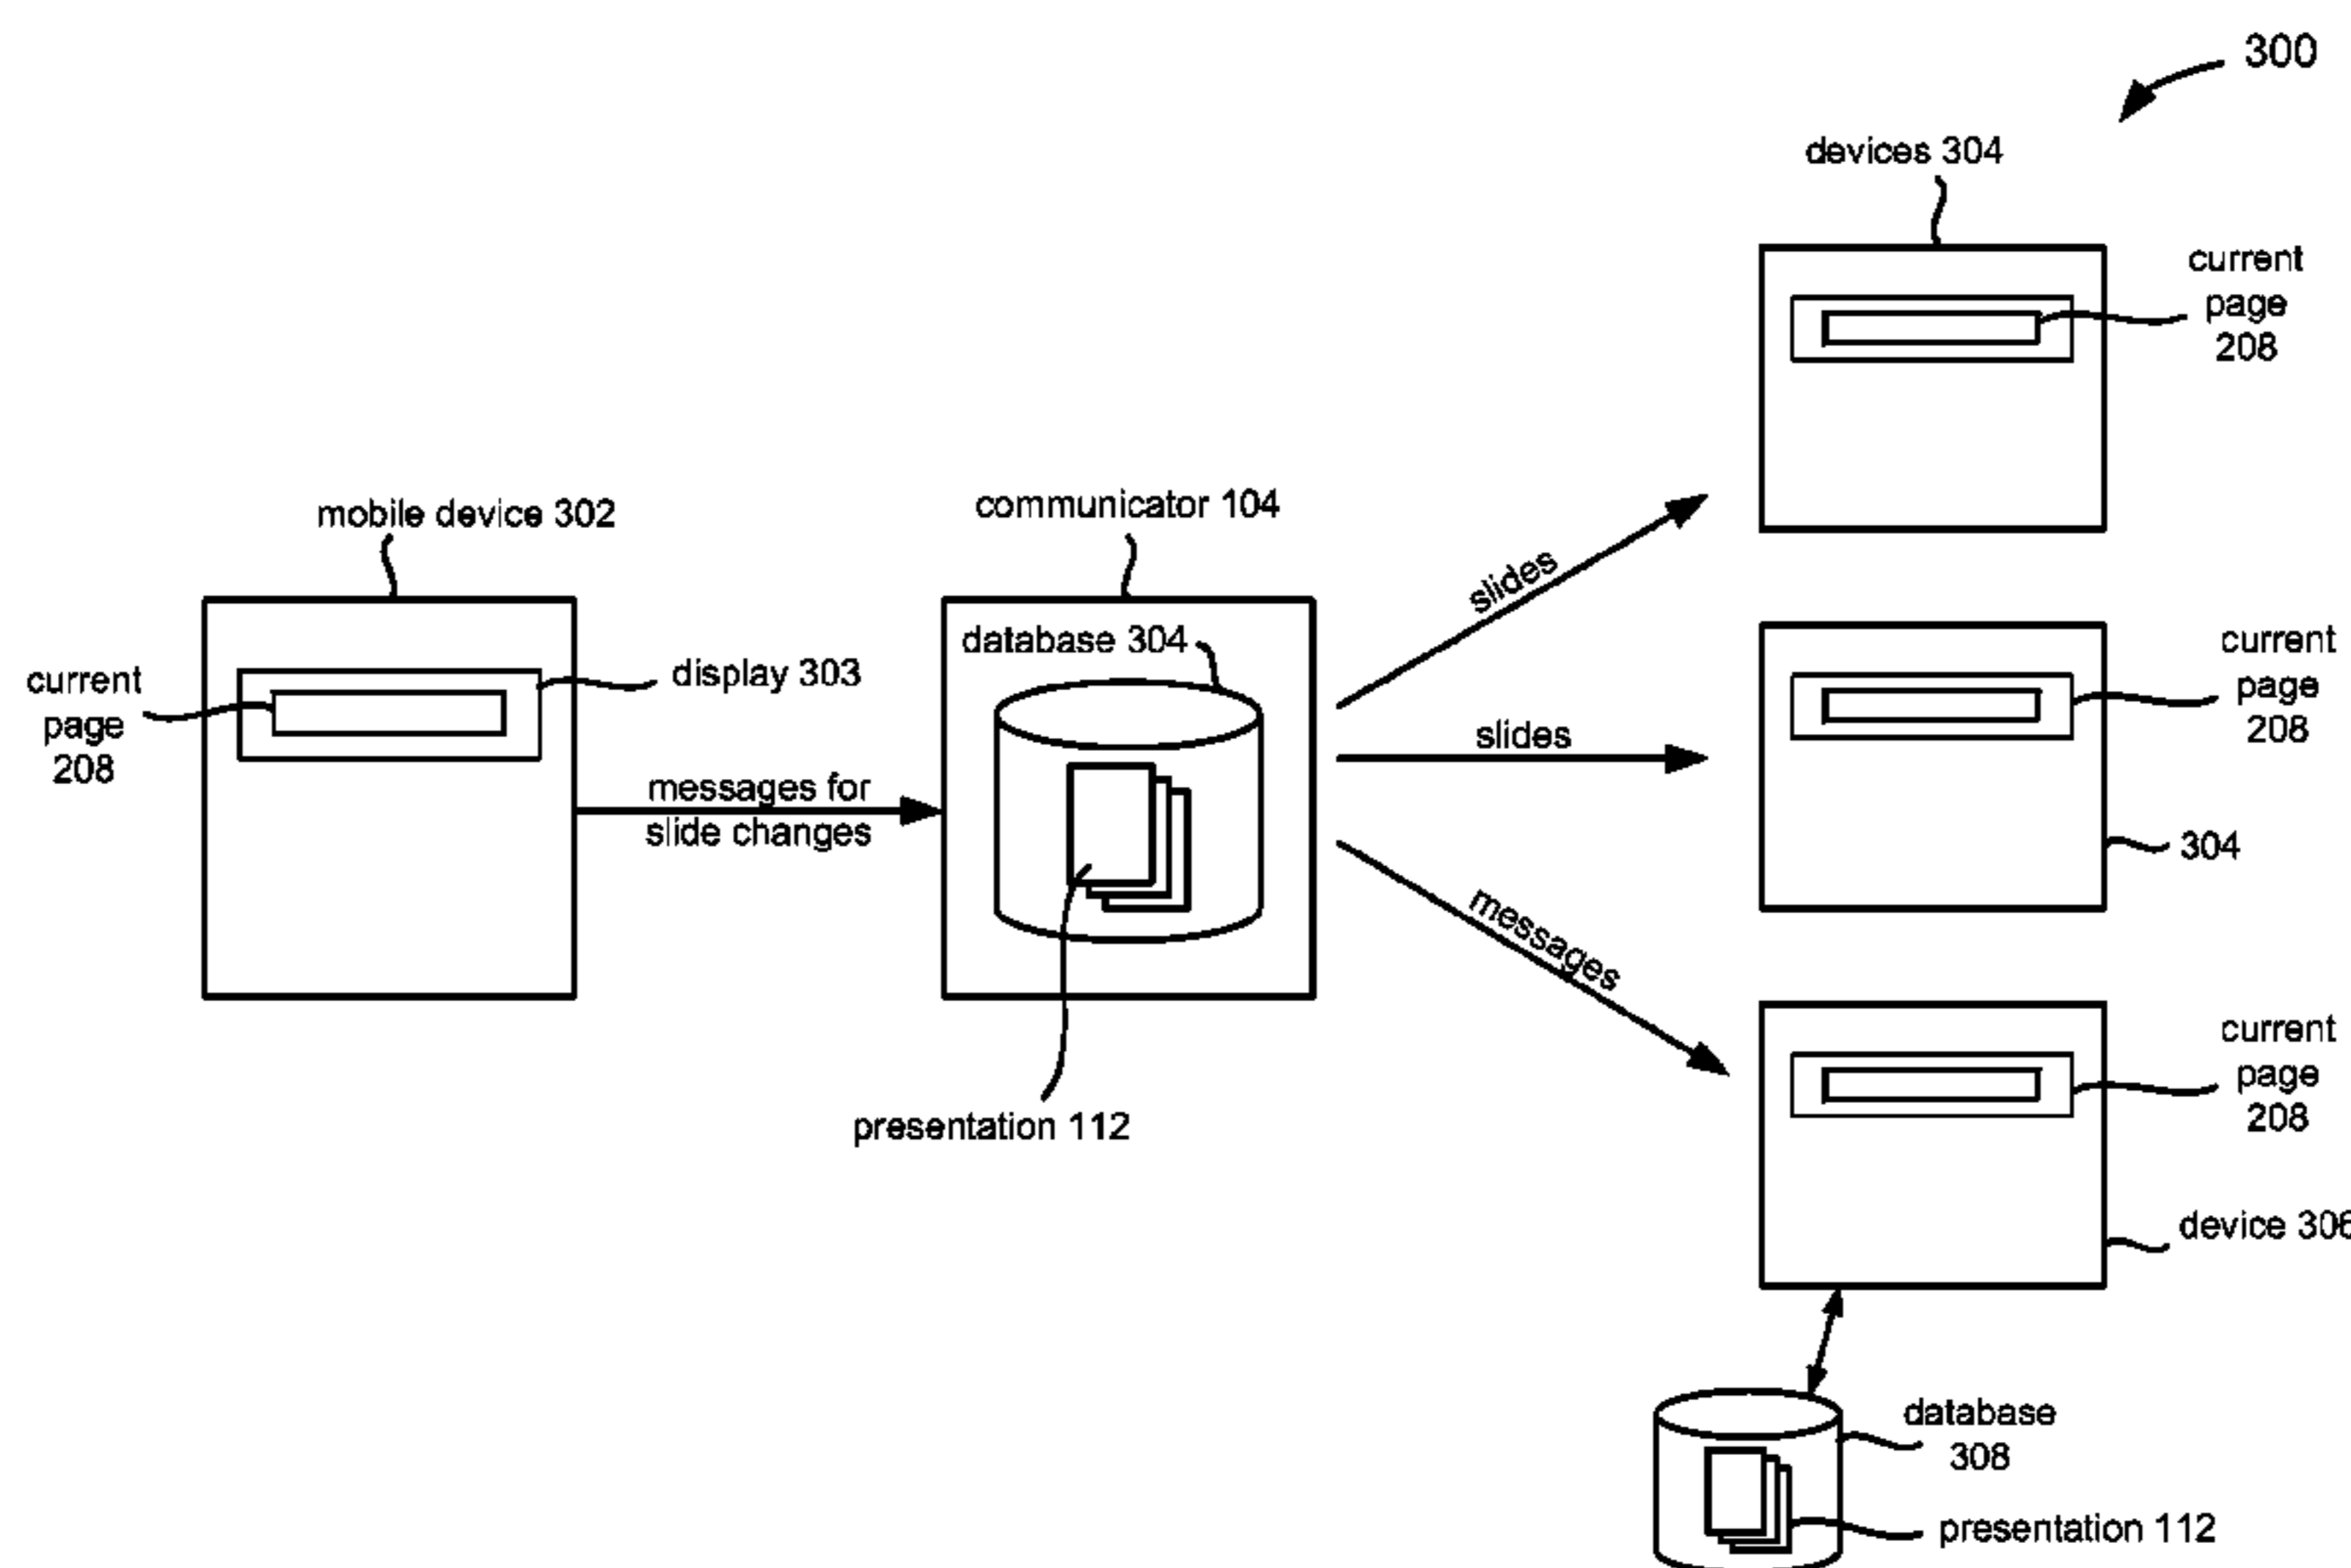 300
devices 304
current
page
208
mobile device 302
communicator 104
slides
database 304
current
page
208
display 303
current
page
208
slides
messages for
slide changes
304
messages
current
page
208
presentation 112
device 306
database
308
presentation 112